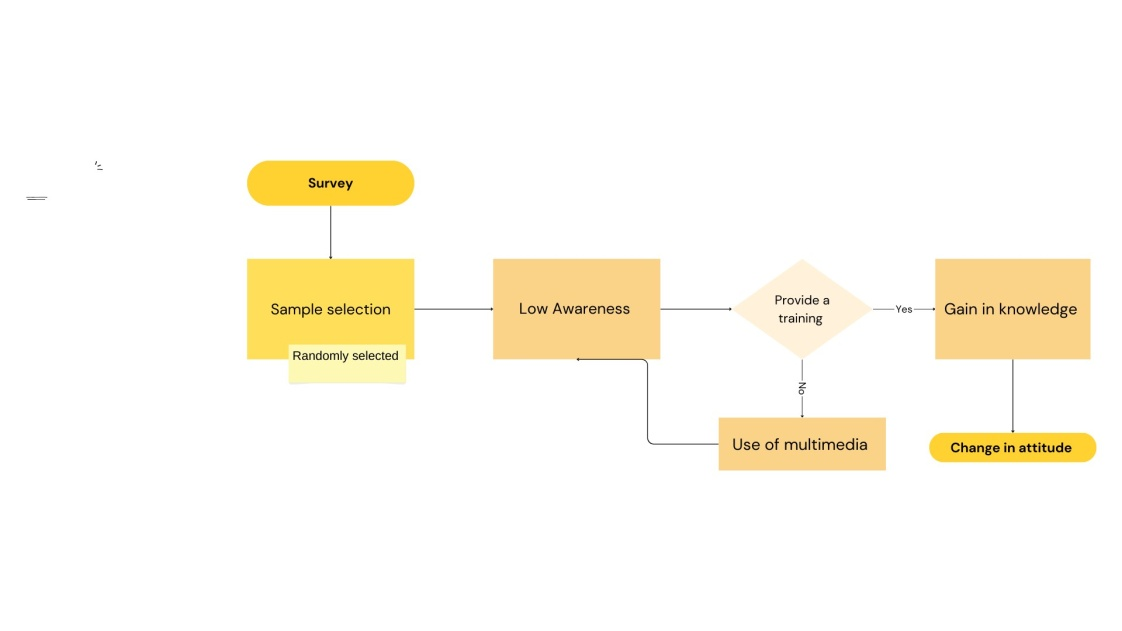 Survey
Sample selection
Randomly selected
Low Awareness
Provide a
training
Yes
No
Gain in knowledge
Use of multimedia
Change in attitude